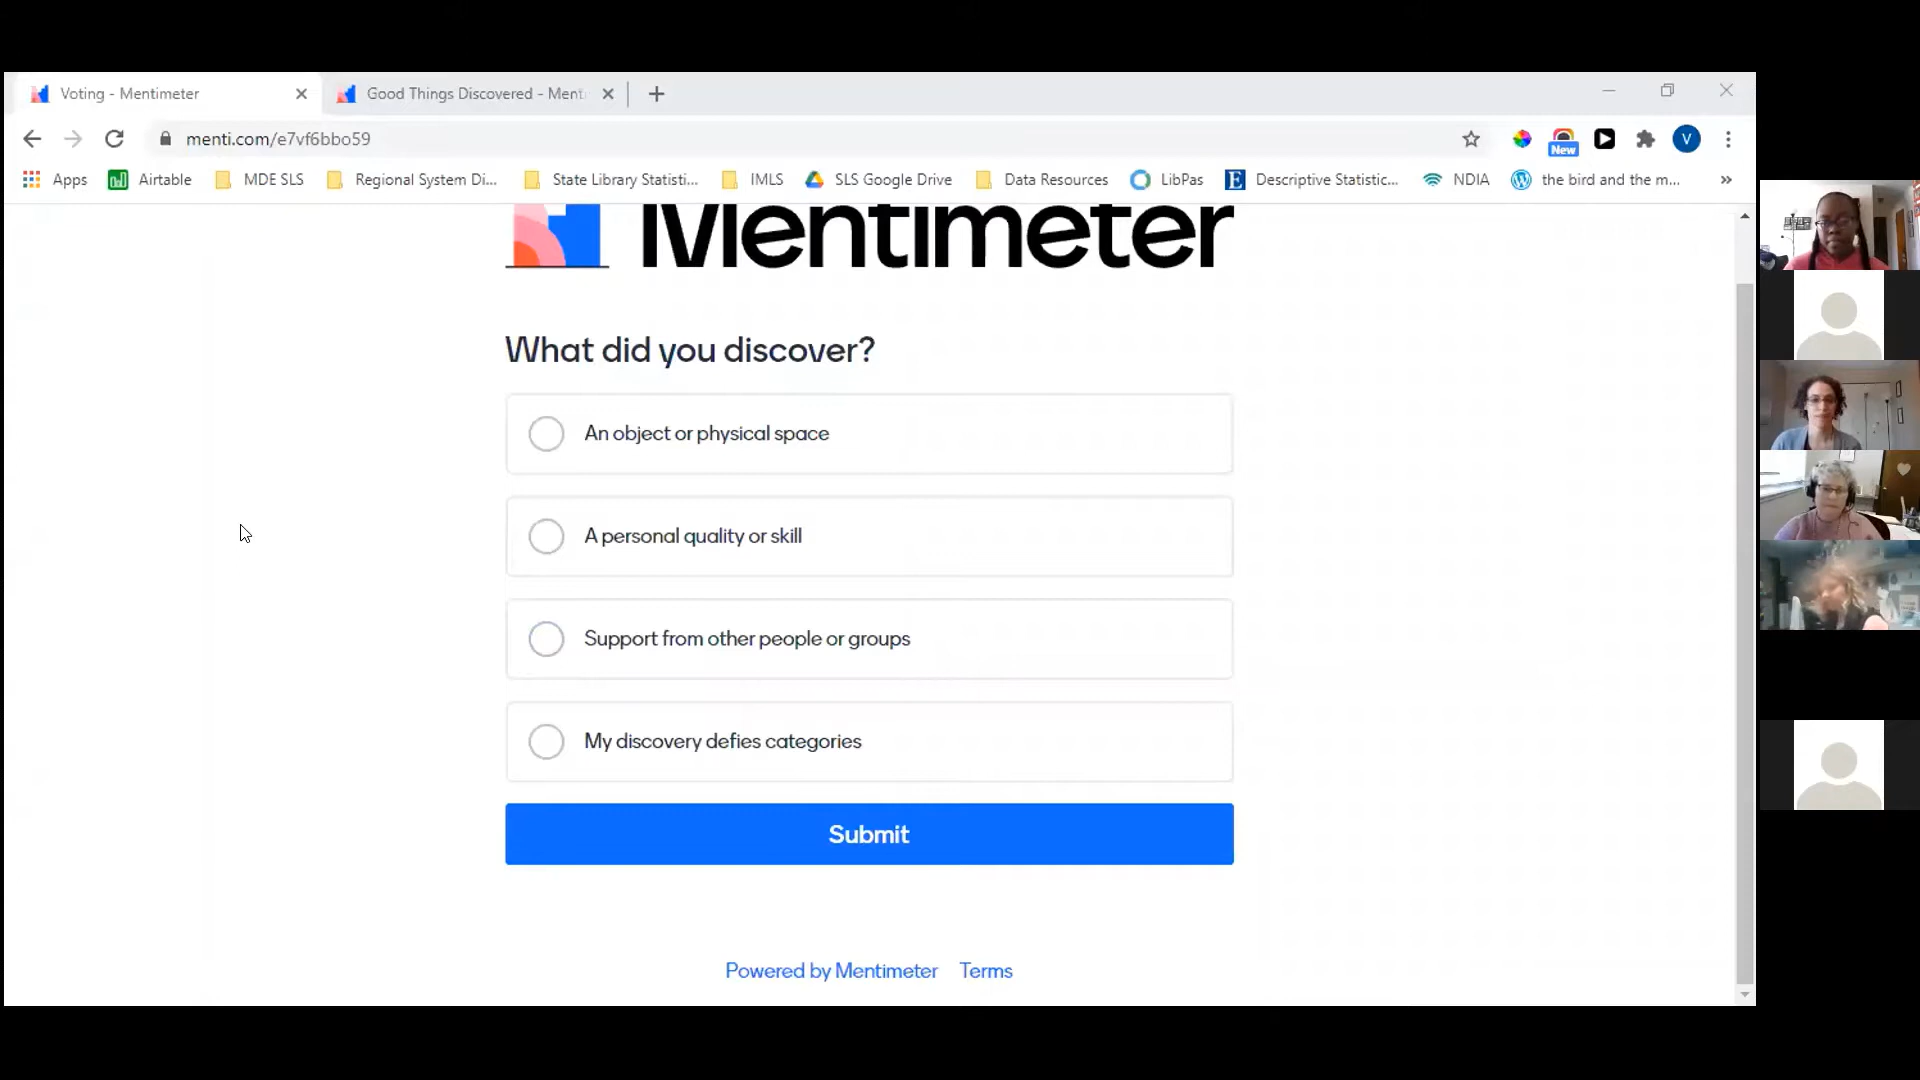 Voting - Mentimeter
Good Things Discovered - Ment
menti.com/e7vf6bbo59
New
V
Apps
Airtable
MDE SLS
Regional System Di...
State Library Statisti...
IMLS
SLS Google Drive
Data Resources
LibPas
E
Descriptive Statistic...
NDIA
the bird and the m...
»
Mentimeter
What did you discover?
An object or physical space
A personal quality or skill
Support from other people or groups
My discovery defies categories
Submit
Powered by Mentimeter
Terms